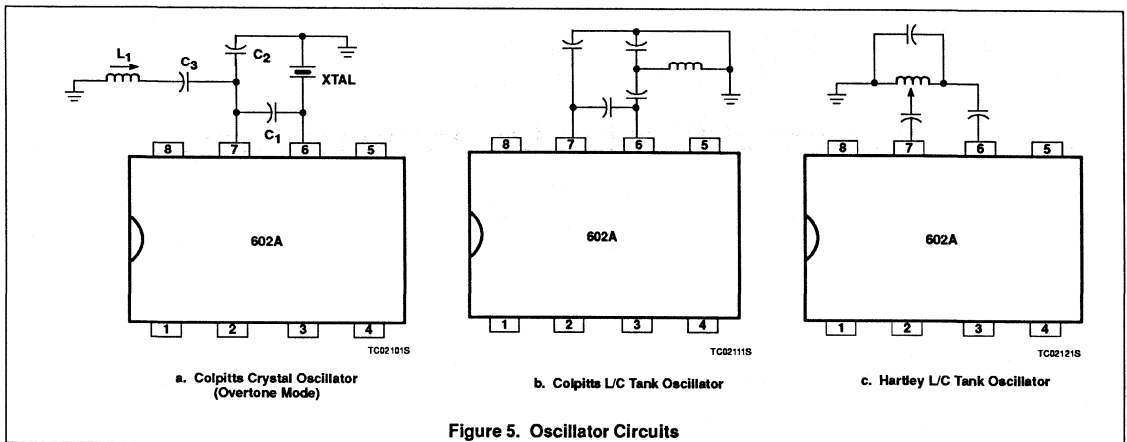 L1
C3
C2
XTAL
C1
8 7 6 5
602A
1 2 3 4
TC02101S
a. Colpitts Crystal Oscillator
(Overtone Mode)
8 7 6 5
602A
1 2 3 4
TC02111S
b. Colpitts L/C Tank Oscillator
8 7 6 5
602A
1 2 3 4
TC02121S
c. Hartley L/C Tank Oscillator
Figure 5. Oscillator Circuits